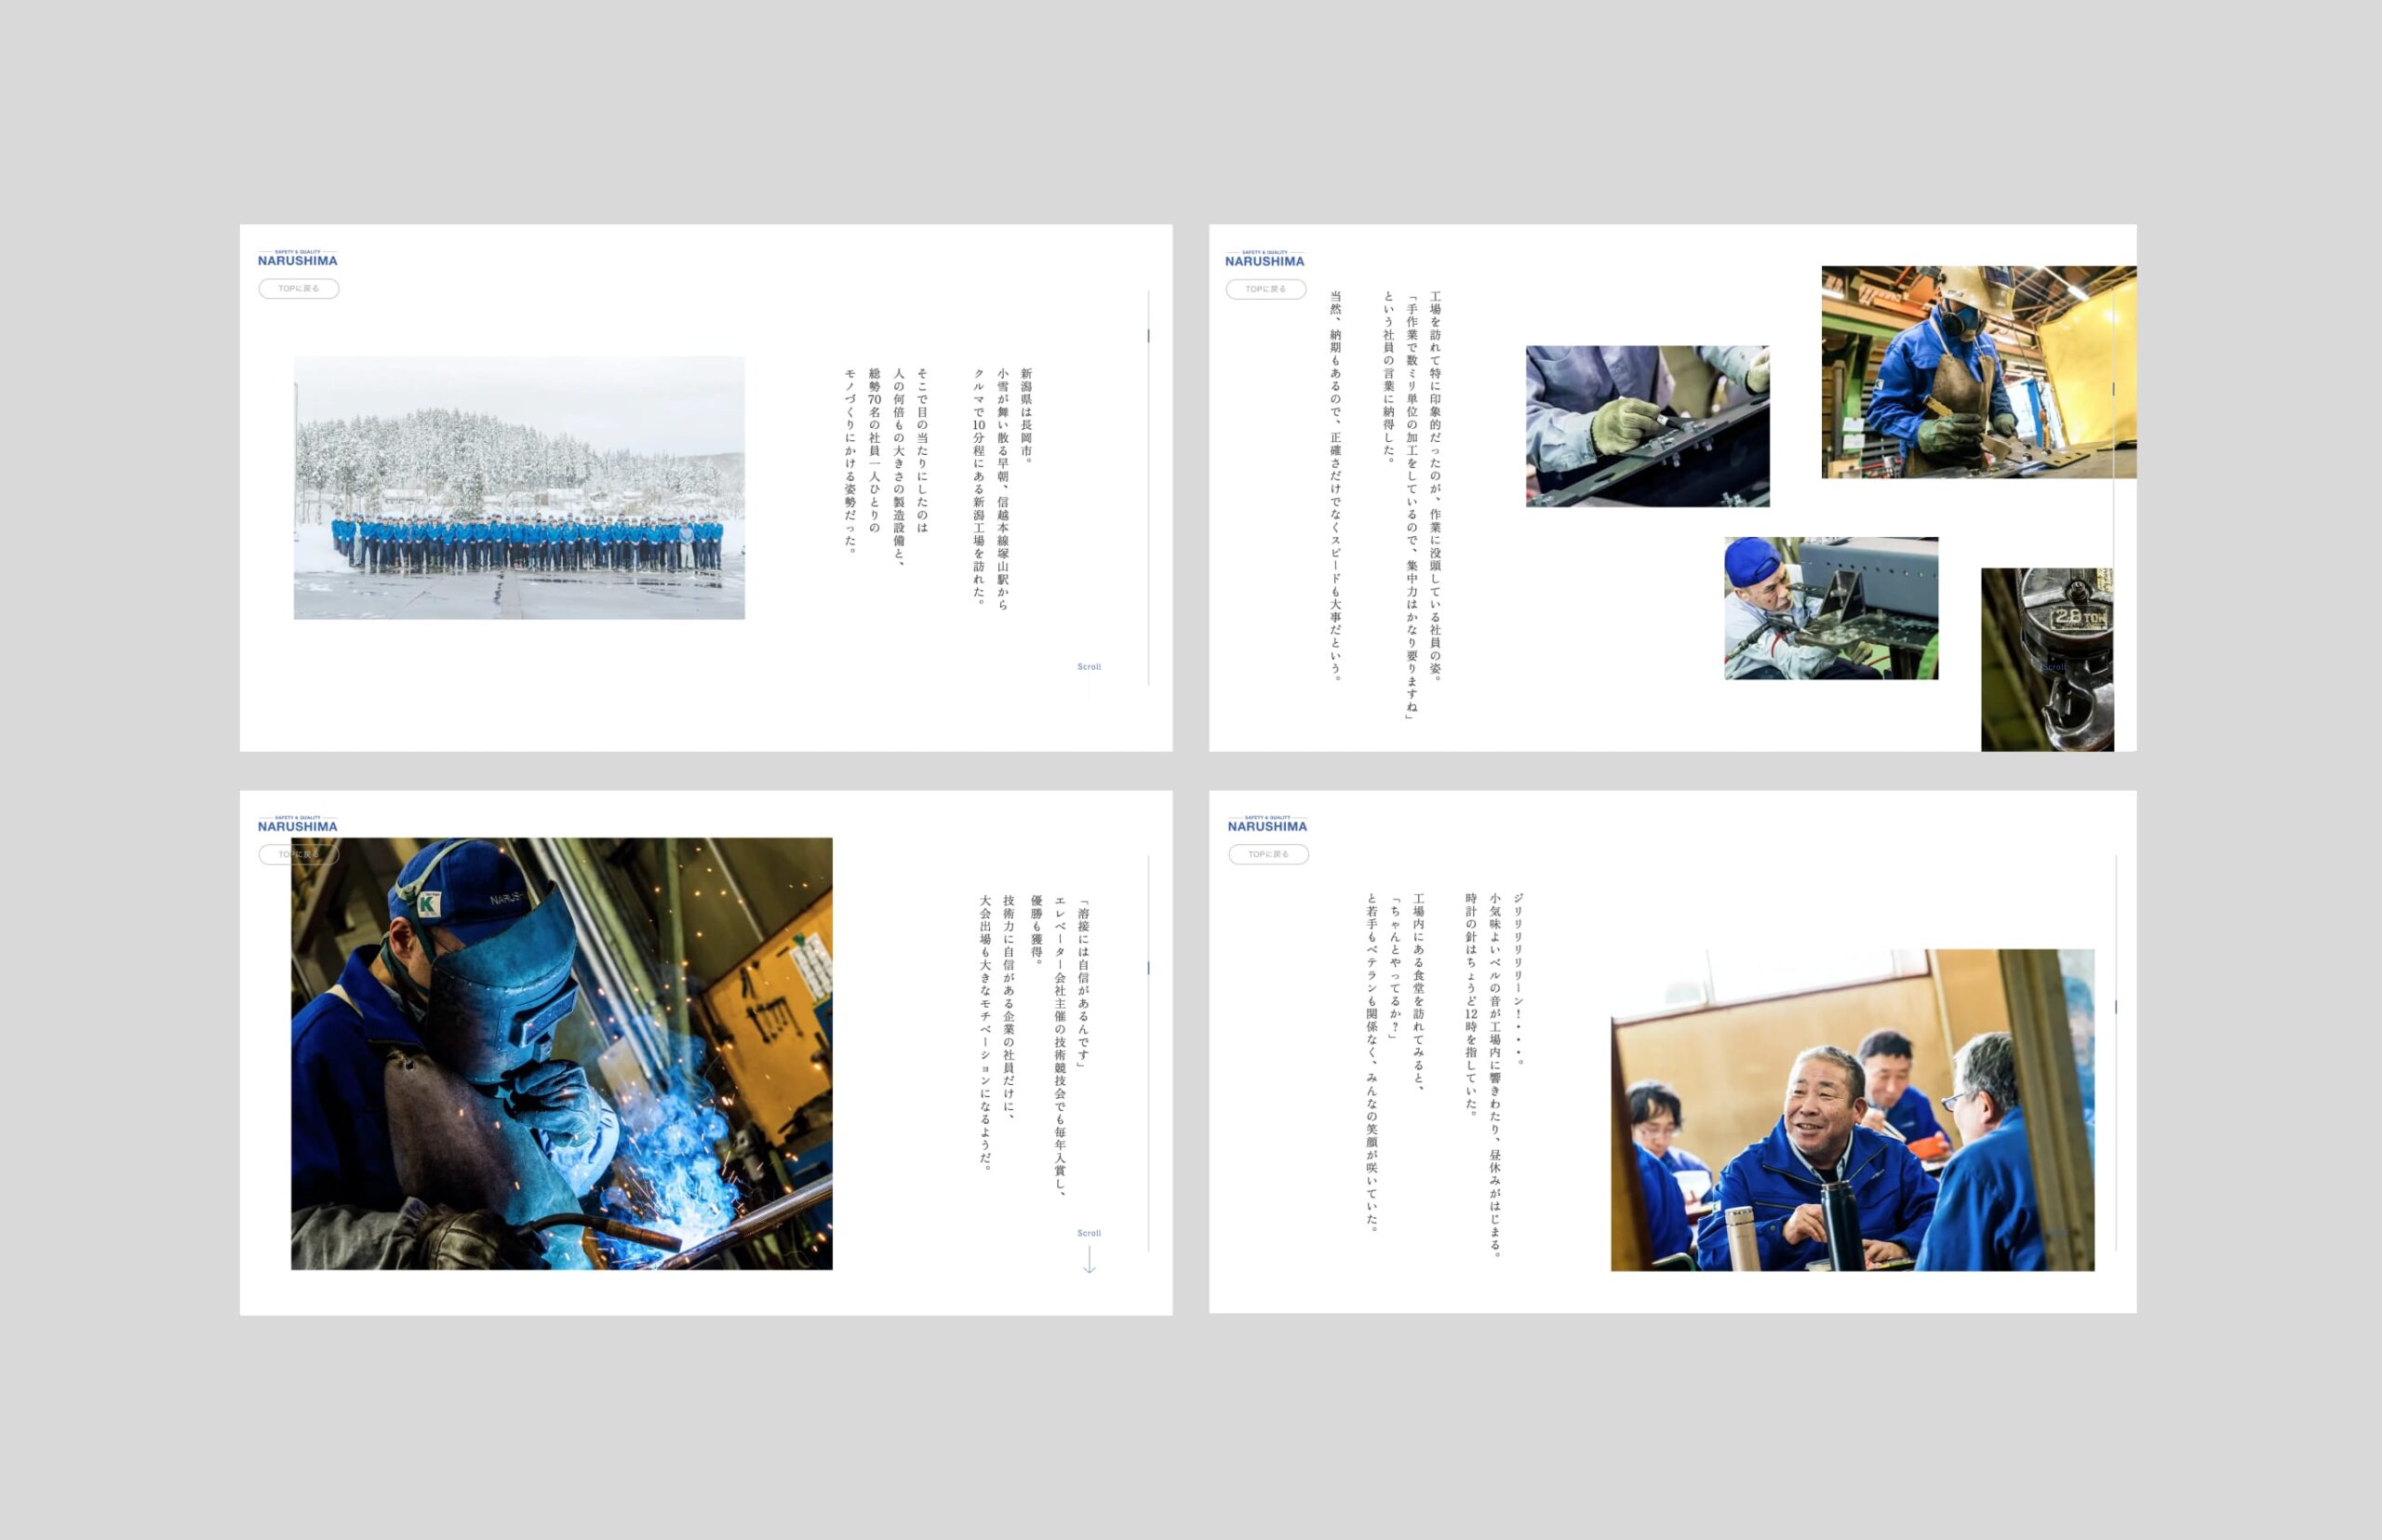 SAFETY & QUALITY
NARUSHIMA
TOPに戻る
新潟県は長岡市。
小雪が舞い散る早朝、信越本線塚山駅から
クルマで10分程にある新潟工場を訪れた。
そこで目の当たりにしたのは
人の何倍もの大きさの製造設備と、
総勢70名の社員一人ひとりの
モノづくりにかける姿勢だった。
Scroll
SAFETY & QUALITY
NARUSHIMA
TOPに戻る
工場を訪れて特に印象的だったのが、作業に没頭している社員の姿。
「手作業で数ミリ単位の加工をしているので、集中力はかなり要りますね」
という社員の言葉に納得した。
当然、納期もあるので、正確さだけでなくスピードも大事だという。
2.8 TON
Scroll
SAFETY & QUALITY
NARUSHIMA
TOPに戻る
K
NARUSH
「溶接には自信があるんです」
エレベーター会社主催の技術競技会でも毎年入賞し、
優勝も獲得。
技術力に自信がある企業の社員だけに、
大会出場も大きなモチベーションになるようだ。
Scroll
SAFETY & QUALITY
NARUSHIMA
TOPに戻る
ジリリリリリリーン！・・・。
小気味よいベルの音が工場内に響きわたり、昼休みがはじまる。
時計の針はちょうど12時を指していた。
工場内にある食堂を訪れてみると、
「ちゃんとやってるか？」
と若手もベテランも関係なく、みんなの笑顔が咲いていた。